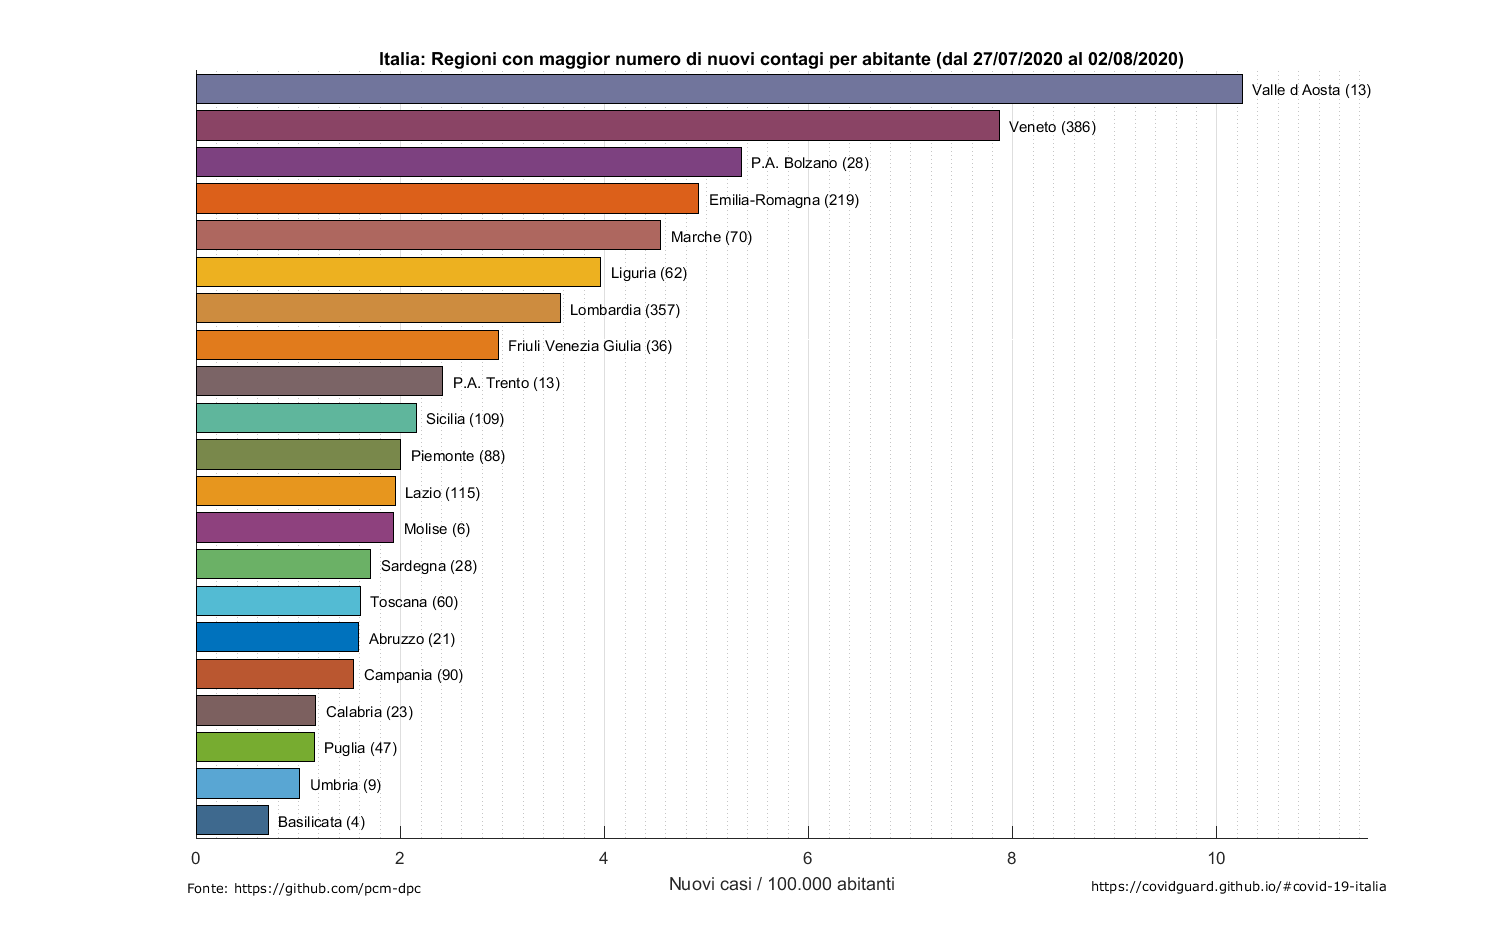 Italia: Regioni con maggior numero di nuovi contagi per abitante (dal 27/07/2020 al 02/08/2020)
Valle d Aosta (13)
Veneto (386)
P.A. Bolzano (28)
Emilia-Romagna (219)
Marche (70)
Liguria (62)
Lombardia (357)
Friuli Venezia Giulia (36)
P.A. Trento (13)
Sicilia (109)
Piemonte (88)
Lazio (115)
Molise (6)
Sardegna (28)
Toscana (60)
Abruzzo (21)
Campania (90)
Calabria (23)
Puglia (47)
Umbria (9)
Basilicata (4)
0 2 4 6 8 10
Nuovi casi / 100.000 abitanti
Fonte: https://github.com/pcm-dpc
https://covidguard.github.io/#covid-19-italia